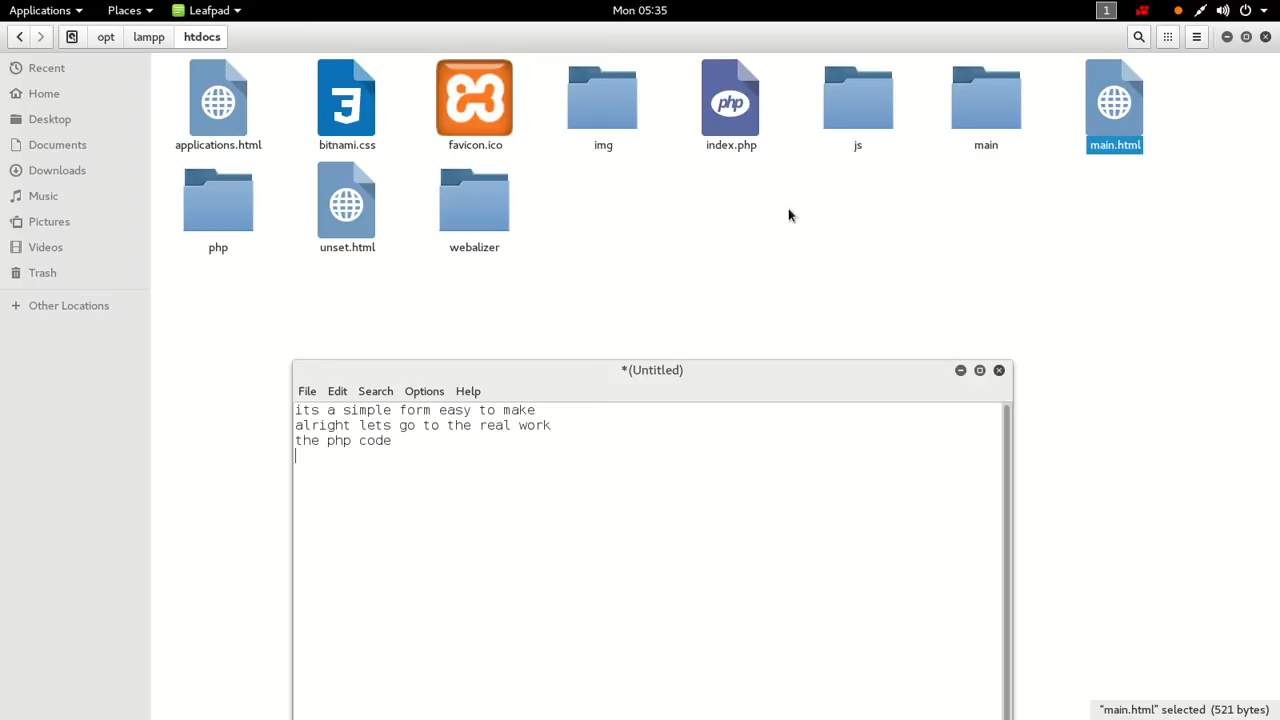 Applications Places Leafpad Mon 05:35 1
opt lampp htdocs
Recent
Home
Desktop
Documents
Downloads
Music
Pictures
Videos
Trash
Other Locations
applications.html bitnami.css favicon.ico img index.php js main main.html
php unset.html webalizer
3
php
*(Untitled)
File Edit Search Options Help
its a simple form easy to make
alright lets go to the real work
the php code
"main.html" selected (521 bytes)